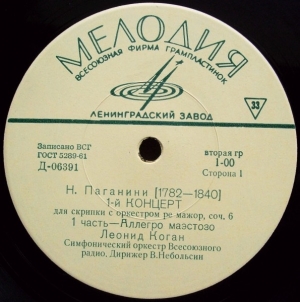 МЕЛОДИЯ
ВСЕСОЮЗНАЯ ФИРМА ГРАМПЛАСТИНОК
ЛЕНИНГРАДСКИЙ ЗАВОД
33
Записано ВСГ
ГОСТ 5289-61
Д-06391
вторая гр
1-00
Сторона 1
Н. Паганини [1782—1840]
1-й КОНЦЕРТ
для скрипки с оркестром ре мажор, соч. 6
1 часть—Аллегро маэстозо
Леонид Коган
Симфонический оркестр Всесоюзного
радио, Дирижер В.Небольсин